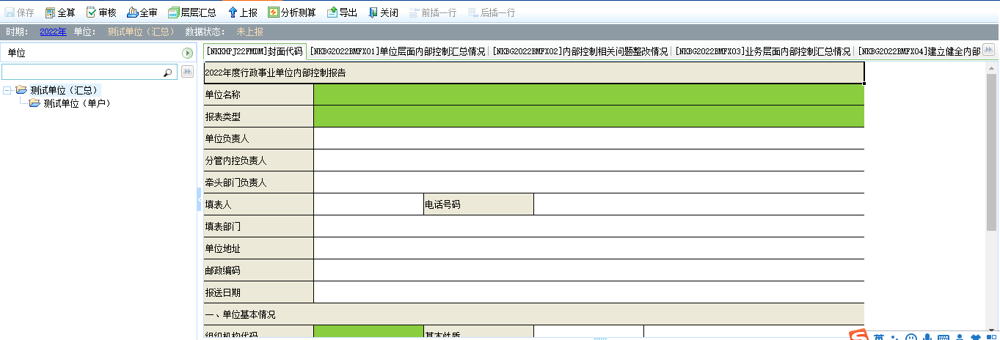 保存 全算 审核 全审 层层汇总 上报 分析测算 导出 关闭 前插一行 后插一行
时期： 2022年 单位： 测试单位（汇总） 数据状态： 未上报
单位
测试单位（汇总）
测试单位（单户）
[NKKHPJ22FMDM]封面代码 [NKBG2022BMFX01]单位层面内部控制汇总情况 [NKBG2022BMFX02]内部控制相关问题整改情况 [NKBG2022BMFX03]业务层面内部控制汇总情况 [NKBG2022BMFX04]建立健全内部
2022年度行政事业单位内部控制报告
单位名称
报表类型
单位负责人
分管内控负责人
牵头部门负责人
填表人 电话号码
填表部门
单位地址
邮政编码
报送日期
一、单位基本情况
组织机构代码 基本性质
英